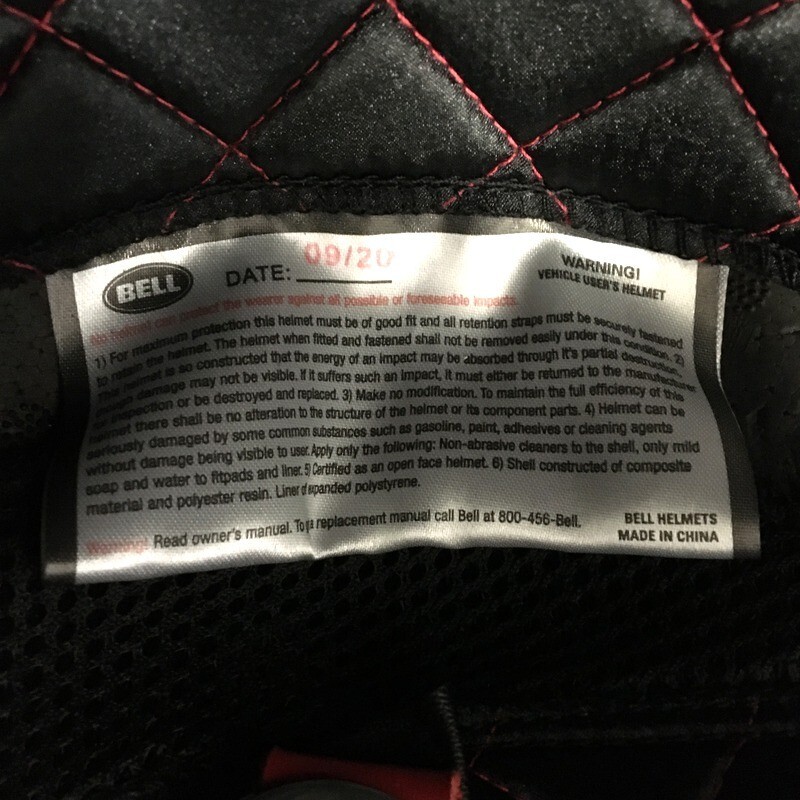 BELL
DATE: 09/20
WARNING!
VEHICLE USER'S HELMET
No helmet can protect the wearer against all possible or foreseeable impacts.
1) For maximum protection this helmet must be of good fit and all retention straps must be securely fastened
to retain the helmet. The helmet when fitted and fastened shall not be removed easily under this condition. 2)
This helmet is so constructed that the energy of an impact may be absorbed through it's partial destruction,
damage may not be visible. If it suffers such an impact, it must either be returned to the manufacturer
for inspection or be destroyed and replaced. 3) Make no modification. To maintain the full efficiency of this
helmet there shall be no alteration to the structure of the helmet or its component parts. 4) Helmet can be
seriously damaged by some common substances such as gasoline, paint, adhesives or cleaning agents
without damage being visible to user. Apply only the following: Non-abrasive cleaners to the shell, only mild
soap and water to fitpads and liner. 5) Certified as an open face helmet. 6) Shell constructed of composite
material and polyester resin. Liner of expanded polystyrene.
Warning! Read owner's manual. To a replacement manual call Bell at 800-456-Bell.
BELL HELMETS
MADE IN CHINA